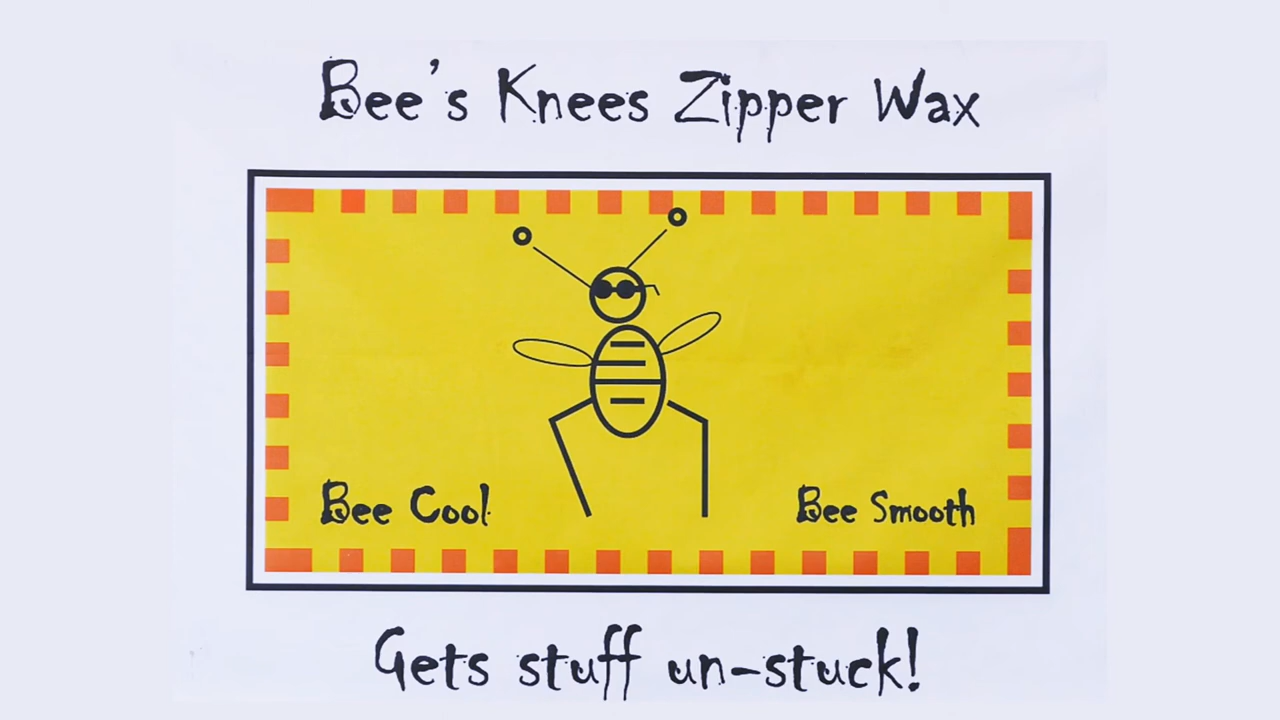 Bee's Knees Zipper Wax
Bee Cool
Bee Smooth
Gets stuff un-stuck!